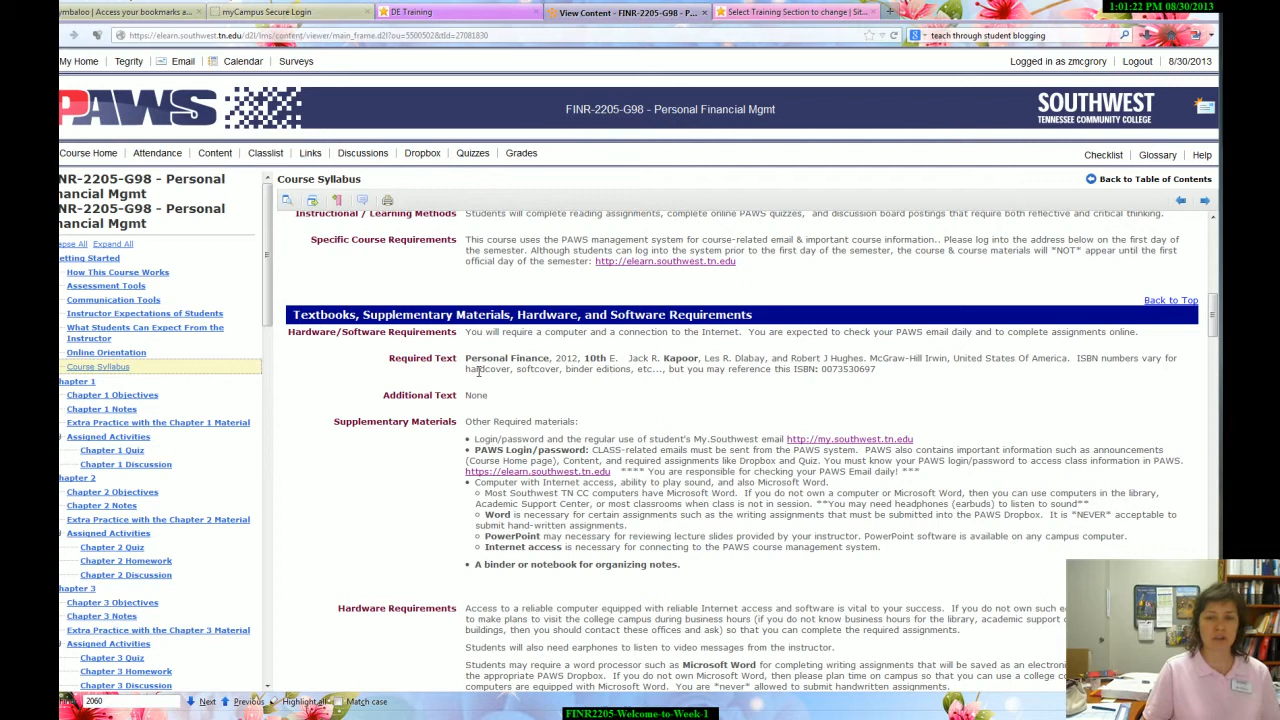 1:01:22 PM 08/30/2013
ymbaloo | Access your bookmarks a...
myCampus Secure Login
DE Training
View Content - FINR-2205-G98 - P...
Select Training Section to change | Sit...
https://elearn.southwest.tn.edu/d2l/lms/content/viewer/main_frame.d2l?ou=5500502&tId=27081830
teach through student blogging
My Home Tegrity Email Calendar Surveys
Logged in as zmcgrory Logout 8/30/2013
PAWS
FINR-2205-G98 - Personal Financial Mgmt
SOUTHWEST
TENNESSEE COMMUNITY COLLEGE
Course Home Attendance Content Classlist Links Discussions Dropbox Quizzes Grades
Checklist Glossary Help
NR-2205-G98 - Personal
nancial Mgmt
NR-2205-G98 - Personal
nancial Mgmt
apse All Expand All
etting Started
How This Course Works
Assessment Tools
Communication Tools
Instructor Expectations of Students
What Students Can Expect From the
Instructor
Online Orientation
Course Syllabus
hapter 1
Chapter 1 Objectives
Chapter 1 Notes
Extra Practice with the Chapter 1 Material
Assigned Activities
Chapter 1 Quiz
Chapter 1 Discussion
hapter 2
Chapter 2 Objectives
Chapter 2 Notes
Extra Practice with the Chapter 2 Material
Assigned Activities
Chapter 2 Quiz
Chapter 2 Homework
Chapter 2 Discussion
hapter 3
Chapter 3 Objectives
Chapter 3 Notes
Extra Practice with the Chapter 3 Material
Assigned Activities
Chapter 3 Quiz
Chapter 3 Homework
Chapter 3 Discussion
Course Syllabus
Back to Table of Contents
Instructional / Learning Methods Students will complete reading assignments, complete online PAWS quizzes, and discussion board postings that require both reflective and critical thinking.
Specific Course Requirements This course uses the PAWS management system for course-related email & important course information.. Please log into the address below on the first day of
the semester. Although students can log into the system prior to the first day of the semester, the course & course materials will *NOT* appear until the first
official day of the semester: http://elearn.southwest.tn.edu
Back to Top
Textbooks, Supplementary Materials, Hardware, and Software Requirements
Hardware/Software Requirements You will require a computer and a connection to the Internet. You are expected to check your PAWS email daily and to complete assignments online.
Required Text Personal Finance, 2012, 10th E. Jack R. Kapoor, Les R. Dlabay, and Robert J Hughes. McGraw-Hill Irwin, United States Of America. ISBN numbers vary for
hardcover, softcover, binder editions, etc..., but you may reference this ISBN: 0073530697
Additional Text None
Supplementary Materials Other Required materials:
• Login/password and the regular use of student's My.Southwest email http://my.southwest.tn.edu
• PAWS Login/password: CLASS-related emails must be sent from the PAWS system. PAWS also contains important information such as announcements
(Course Home page), Content, and required assignments like Dropbox and Quiz. You must know your PAWS login/password to access class information in PAWS.
https://elearn.southwest.tn.edu **** You are responsible for checking your PAWS Email daily! ***
• Computer with Internet access, ability to play sound, and also Microsoft Word.
○ Most Southwest TN CC computers have Microsoft Word. If you do not own a computer or Microsoft Word, then you can use computers in the library,
Academic Support Center, or most classrooms when class is not in session. **You may need headphones (earbuds) to listen to sound**
○ Word is necessary for certain assignments such as the writing assignments that must be submitted into the PAWS Dropbox. It is *NEVER* acceptable to
submit hand-written assignments.
○ PowerPoint may be necessary for reviewing lecture slides provided by your instructor. PowerPoint software is available on any campus computer.
○ Internet access is necessary for connecting to the PAWS course management system.
• A binder or notebook for organizing notes.
Hardware Requirements Access to a reliable computer equipped with reliable Internet access and software is vital to your success. If you do not own such e
to make plans to visit the college campus during business hours (if you do not know business hours for the library, academic support
buildings, then you should contact these offices and ask) so that you can complete the required assignments.
Students will also need earphones to listen to video messages from the instructor.
Students may require a word processor such as Microsoft Word for completing writing assignments that will be saved as an electroni
the appropriate PAWS Dropbox. If you do not own Microsoft Word, then
computers are equipped with Microsoft Word. You are *never* allowed to submit handwritten assignments.
2060 Next Previous Highlight all Match case
FINR2205-Welcome-to-Week-1